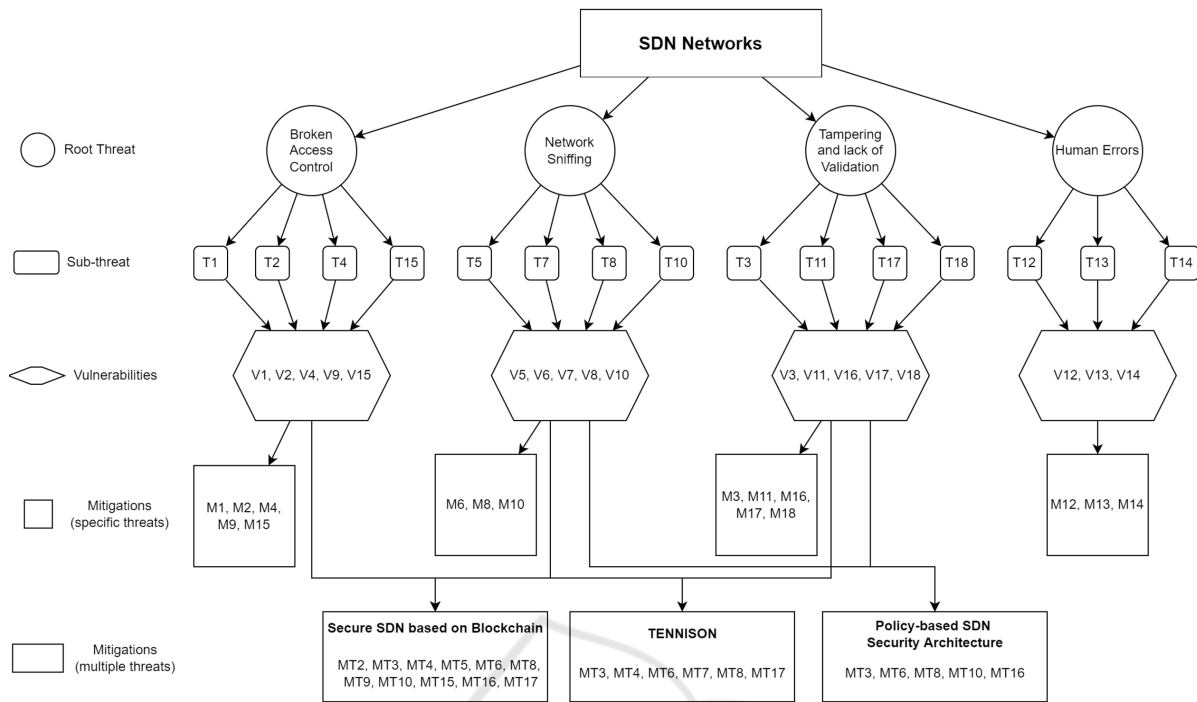 SDN Networks
Root Threat
Broken
Access
Control
Network
Sniffing
Tampering
and lack of
Validation
Human Errors
Sub-threat
T1
T2
T4
T15
T5
T7
T8
T10
T3
T11
T17
T18
T12
T13
T14
Vulnerabilities
V1, V2, V4, V9, V15
V5, V6, V7, V8, V10
V3, V11, V16, V17, V18
V12, V13, V14
Mitigations
(specific threats)
M1, M2, M4,
M9, M15
M6, M8, M10
M3, M11, M16,
M17, M18
M12, M13, M14
Mitigations
(multiple threats)
Secure SDN based on Blockchain
MT2, MT3, MT4, MT5, MT6, MT8,
MT9, MT10, MT15, MT16, MT17
TENNISON
MT3, MT4, MT6, MT7, MT8, MT17
Policy-based SDN
Security Architecture
MT3, MT6, MT8, MT10, MT16